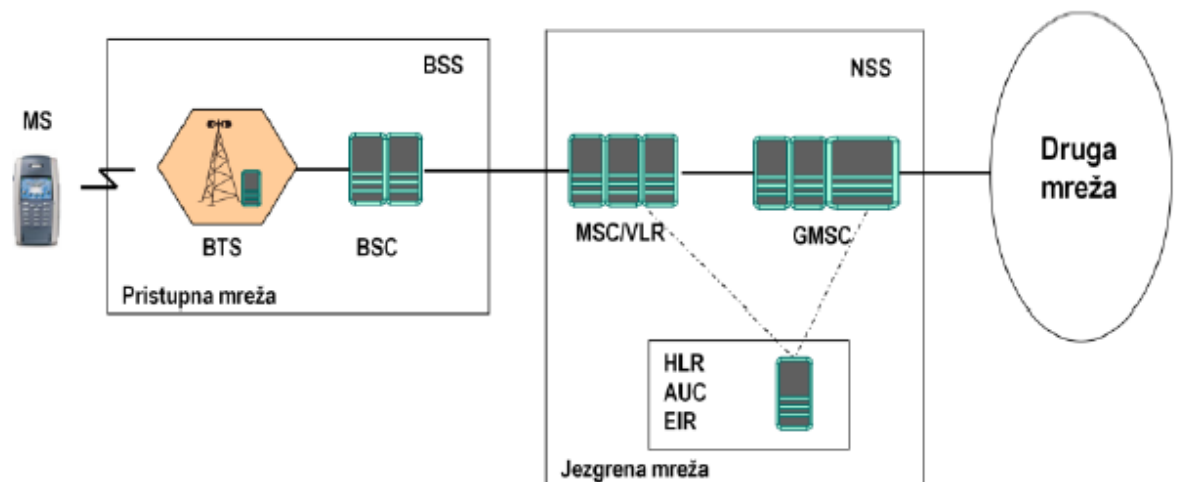 MS
BSS
BTS
BSC
Pristupna mreža
NSS
MSC/VLR
GMSC
HLR
AUC
EIR
Jezgrena mreža
Druga
mreža